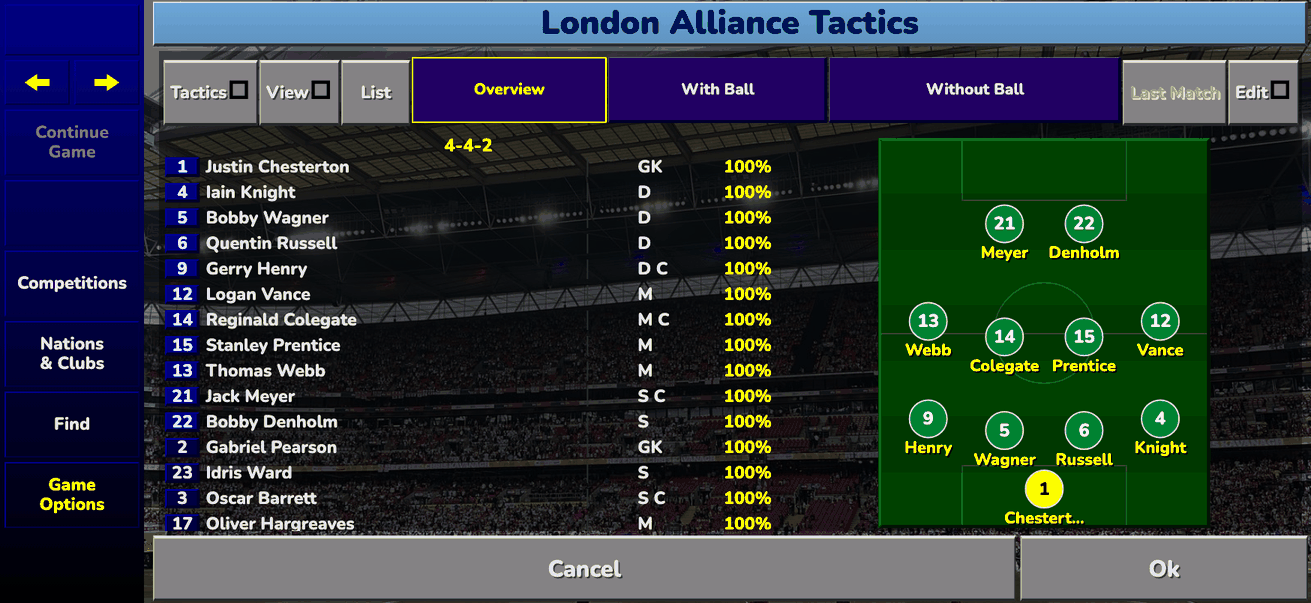 London Alliance Tactics
Tactics View List Overview With Ball Without Ball Last Match Edit
Continue
Game
Competitions
Nations
& Clubs
Find
Game
Options
4-4-2
1 Justin Chesterton GK 100%
4 Iain Knight D 100%
5 Bobby Wagner D 100%
6 Quentin Russell D 100%
9 Gerry Henry D C 100%
12 Logan Vance M 100%
14 Reginald Colegate M C 100%
15 Stanley Prentice M 100%
13 Thomas Webb M 100%
21 Jack Meyer S C 100%
22 Bobby Denholm S 100%
2 Gabriel Pearson GK 100%
23 Idris Ward S 100%
3 Oscar Barrett S C 100%
17 Oliver Hargreaves M 100%
21 22
Meyer Denholm
13 14 15 12
Webb Colegate Prentice Vance
9 5 6 4
Henry Wagner Russell Knight
1
Chestert...
Cancel Ok